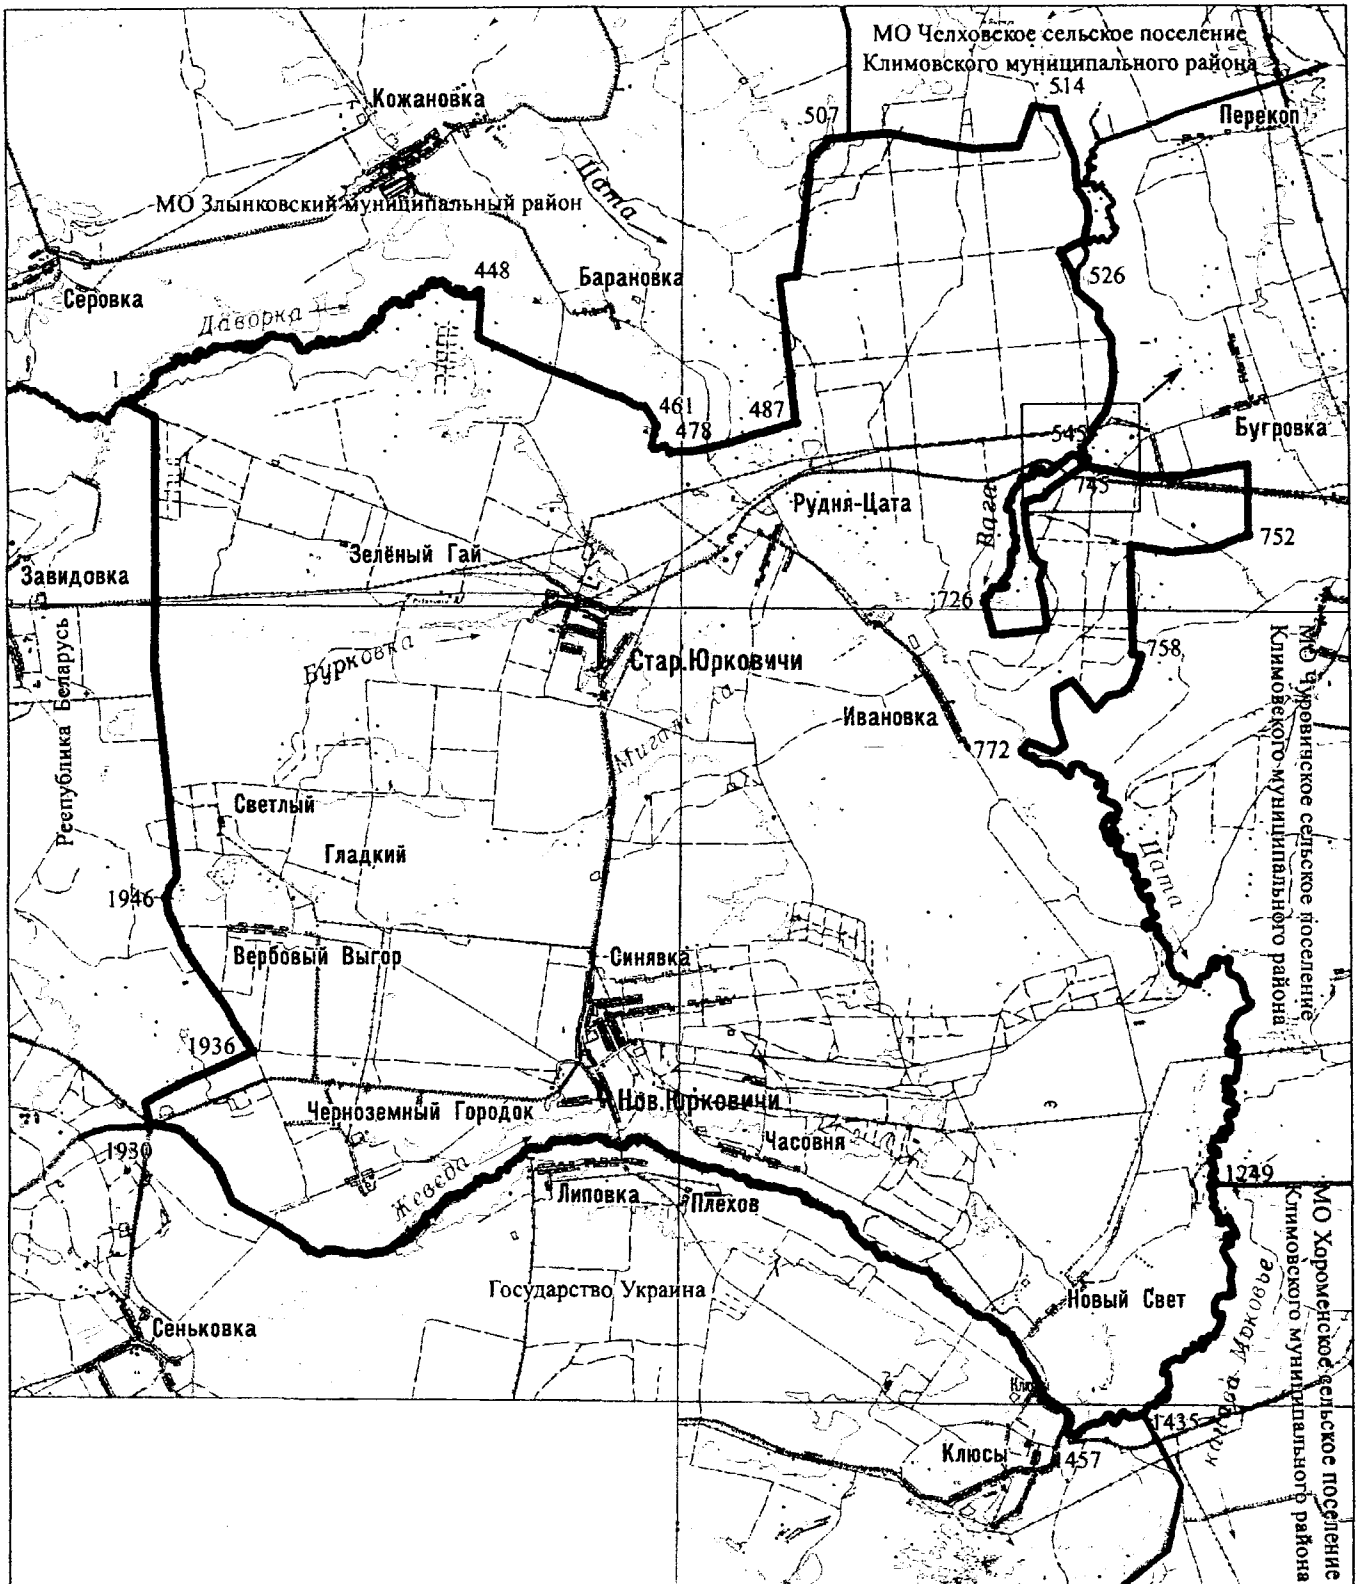 МО Челховское сельское поселение
Климовского муниципального района
514
Кожановка
507
Перекоп
Цата
МО Злынковский муниципальный район
448
526
Барановка
Серовка
Даворка
1
461
487
478
545
Бугровка
745
Рудня-Цата
Вага
752
Зелёный Гай
Завидовка
726
Бурковка
758
Стар.Юрковичи
Республика Беларусь
МО Чуровичское сельское поселение
Климовского муниципального района
Ивановка
772
Светлый
Гладкий
Цата
1946
Вербовый Выгор
Синявка
1936
Черноземный Городок
Нов.Юрковичи
Часовня
1930
Жеведа
1249
Липовка
Плехов
МО Хороменское сельское поселение
Климовского муниципального района
Государство Украина
Новый Свет
канава Мжковье
Сеньковка
1435
Клюсы
1457